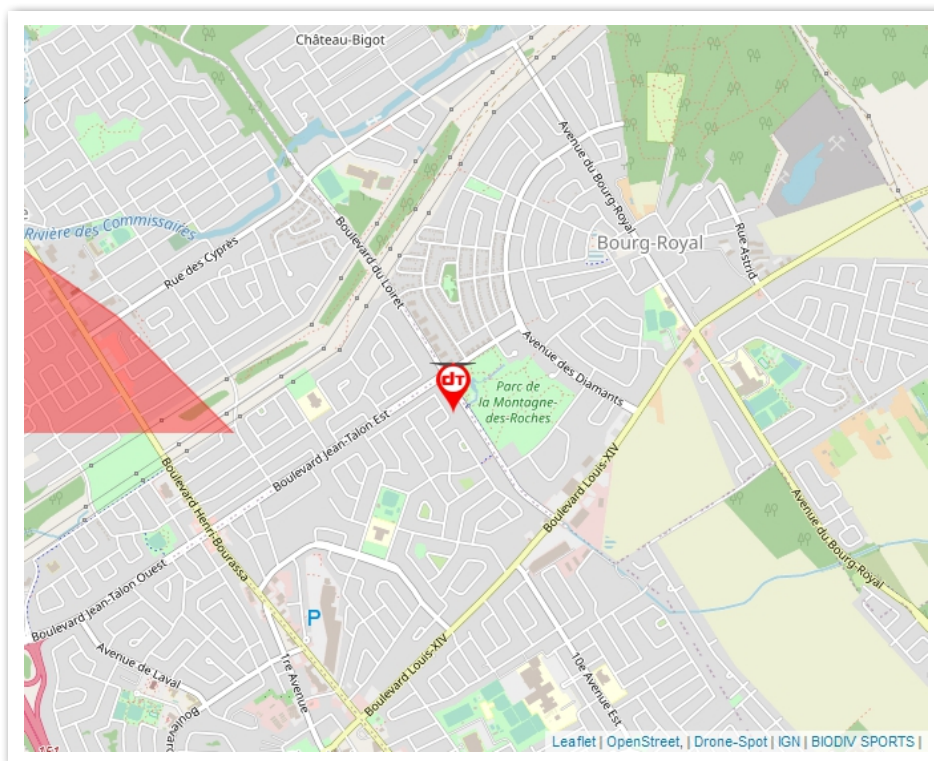 Château-Bigot
Avenue du Bourg-Royal
Rivière des Commissaires
Rue des Cyprès
Boulevard du Loiret
Bourg-Royal
Rue Astrid
Avenue des Diamants
dT
Parc de
la Montagne-
des-Roches
Boulevard Jean-Talon Est
Boulevard Henri-Bourassa
Boulevard Louis-XIV
Avenue du Bourg-Royal
Boulevard Jean-Talon Ouest
P
Avenue de Laval
1re Avenue
Boulevard Louis-XIV
10e Avenue Est
Boulevard
Leaflet | OpenStreet, | Drone-Spot | IGN | BIODIV SPORTS |